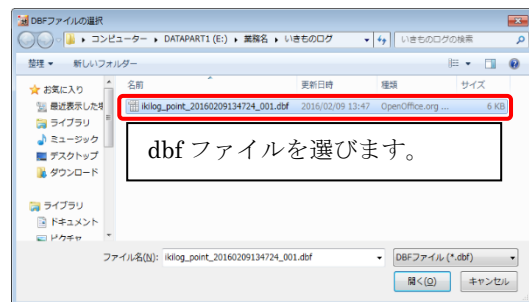 DBFファイルの選択
コンピューター ▸ DATAPART1 (E:) ▸ 業務名 ▸ いきものログ
いきものログの検索
整理 ▾ 新しいフォルダー
お気に入り
最近表示した場
ライブラリ
ミュージック
デスクトップ
ダウンロード
ライブラリ
ドキュメント
ピクチャ
名前 更新日時 種類 サイズ
ikilog_point_20160209134724_001.dbf 2016/02/09 13:47 OpenOffice.org ... 6 KB
dbf ファイルを選びます。
ファイル名(N): ikilog_point_20160209134724_001.dbf
DBFファイル (*.dbf)
開く(O) キャンセル